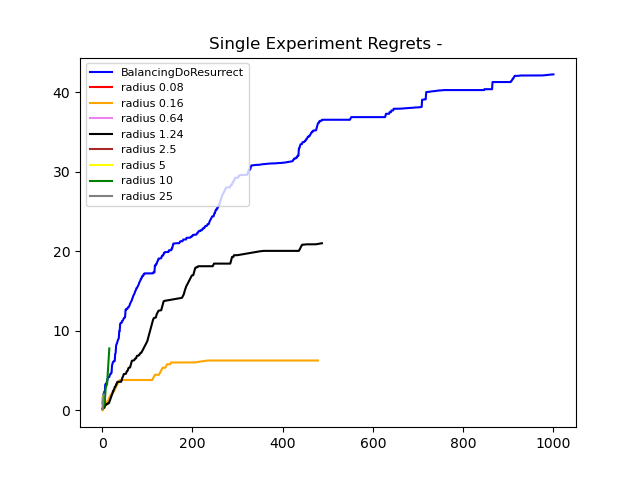 Single Experiment Regrets -
BalancingDoResurrect
radius 0.08
radius 0.16
radius 0.64
radius 1.24
radius 2.5
radius 5
radius 10
radius 25
40
30
20
10
0
0 200 400 600 800 1000